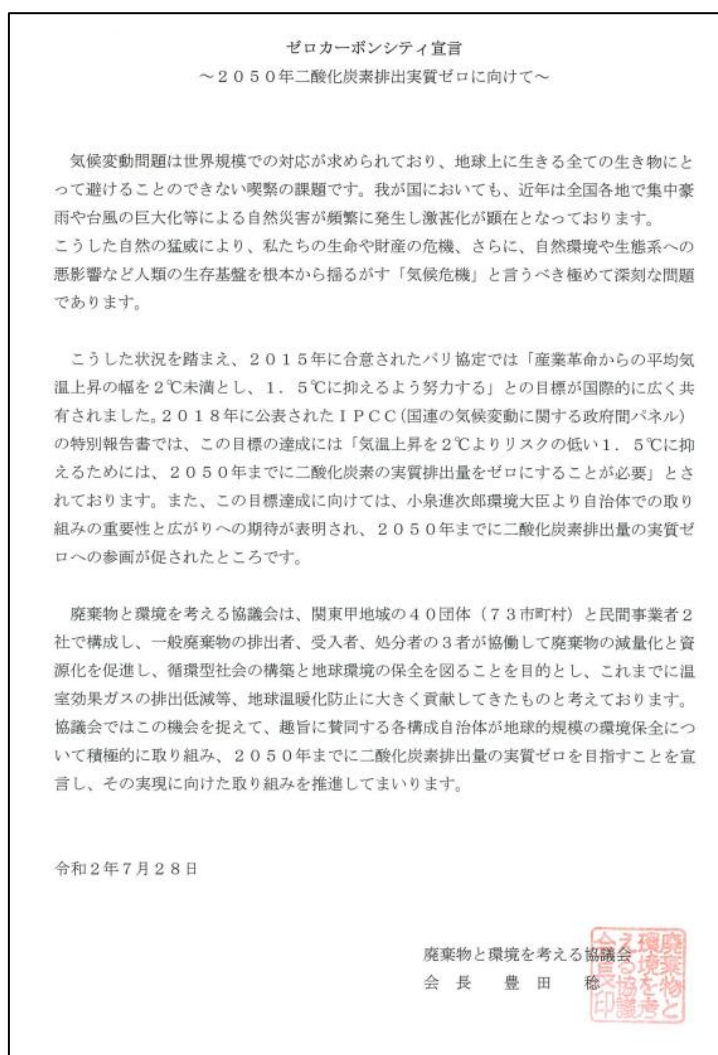 ゼロカーボンシティ宣言
～２０５０年二酸化炭素排出実質ゼロに向けて～
気候変動問題は世界規模での対応が求められており、地球上に生きる全ての生き物にと
って避けることのできない喫緊の課題です。我が国においても、近年は全国各地で集中豪
雨や台風の巨大化等による自然災害が頻繁に発生し激甚化が顕在となっております。
こうした自然の猛威により、私たちの生命や財産の危機、さらに、自然環境や生態系への
悪影響など人類の生存基盤を根本から揺るがす「気候危機」と言うべき極めて深刻な問題
であります。
こうした状況を踏まえ、２０１５年に合意されたパリ協定では「産業革命からの平均気
温上昇の幅を２℃未満とし、１．５℃に抑えるよう努力する」との目標が国際的に広く共
有されました。２０１８年に公表されたＩＰＣＣ（国連の気候変動に関する政府間パネル）
の特別報告書では、この目標の達成には「気温上昇を２℃よりリスクの低い１．５℃に抑
えるためには、２０５０年までに二酸化炭素の実質排出量をゼロにすることが必要」とさ
れております。また、この目標達成に向けては、小泉進次郎環境大臣より自治体での取り
組みの重要性と広がりへの期待が表明され、２０５０年までに二酸化炭素排出量の実質ゼ
ロへの参画が促されたところです。
廃棄物と環境を考える協議会は、関東甲地域の４０団体（７３市町村）と民間事業者２
社で構成し、一般廃棄物の排出者、受入者、処分者の３者が協働して廃棄物の減量化と資
源化を促進し、循環型社会の構築と地球環境の保全を図ることを目的とし、これまでに温
室効果ガスの排出低減等、地球温暖化防止に大きく貢献してきたものと考えております。
協議会ではこの機会を捉えて、趣旨に賛同する各構成自治体が地球的規模の環境保全につ
いて積極的に取り組み、２０５０年までに二酸化炭素排出量の実質ゼロを目指すことを宣
言し、その実現に向けた取り組みを推進してまいります。
令和２年７月２８日
廃棄物と環境を考える協議会
会長 豊田 稔
廃棄物と
環境を考
える協議
会会長印